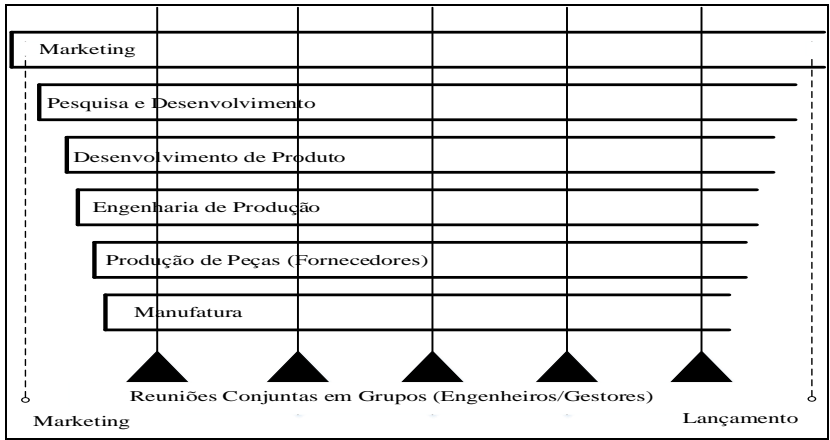 Marketing
Pesquisa e Desenvolvimento
Desenvolvimento de Produto
Engenharia de Produção
Produção de Peças (Fornecedores)
Manufatura
Reuniões Conjuntas em Grupos (Engenheiros/Gestores)
Marketing
Lançamento